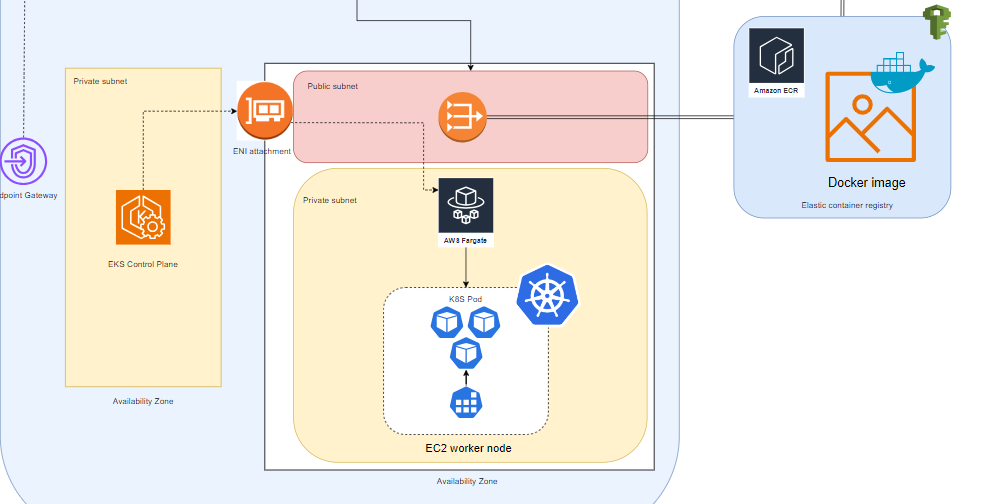 Private subnet
Public subnet
Amazon ECR
ENI attachment
Docker image
dpoint Gateway
Private subnet
Elastic container registry
AWS Fargate
EKS Control Plane
K8S Pod
Availability Zone
EC2 worker node
Availability Zone